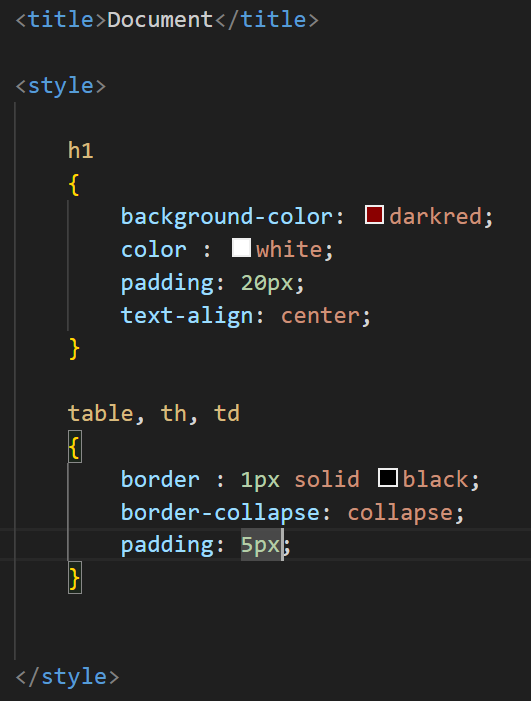 <title>Document</title>
<style>
h1
{
background-color: darkred;
color : white;
padding: 20px;
text-align: center;
}
table, th, td
{
border : 1px solid black;
border-collapse: collapse;
padding: 5px;
}
</style>